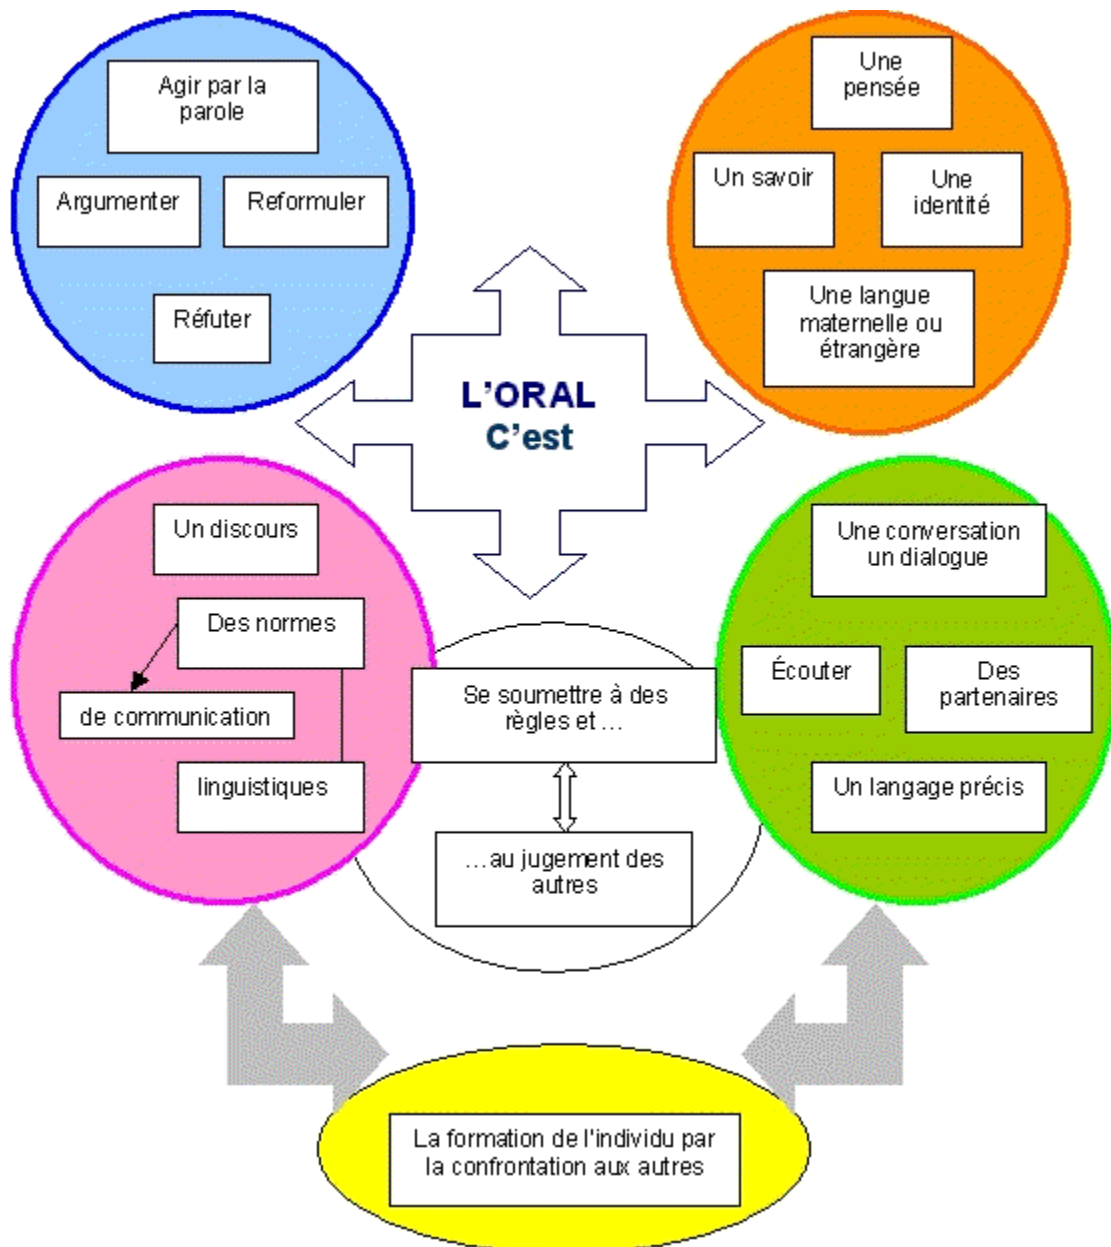 Agir par la
parole
Argumenter
Reformuler
Réfuter
Une
pensée
Un savoir
Une
identité
Une langue
maternelle ou
étrangère
L'ORAL
C'est
Un discours
Des normes
de communication
linguistiques
Se soumettre à des
règles et …
…au jugement des
autres
Une conversation
un dialogue
Écouter
Des
partenaires
Un langage précis
La formation de l'individu par
la confrontation aux autres